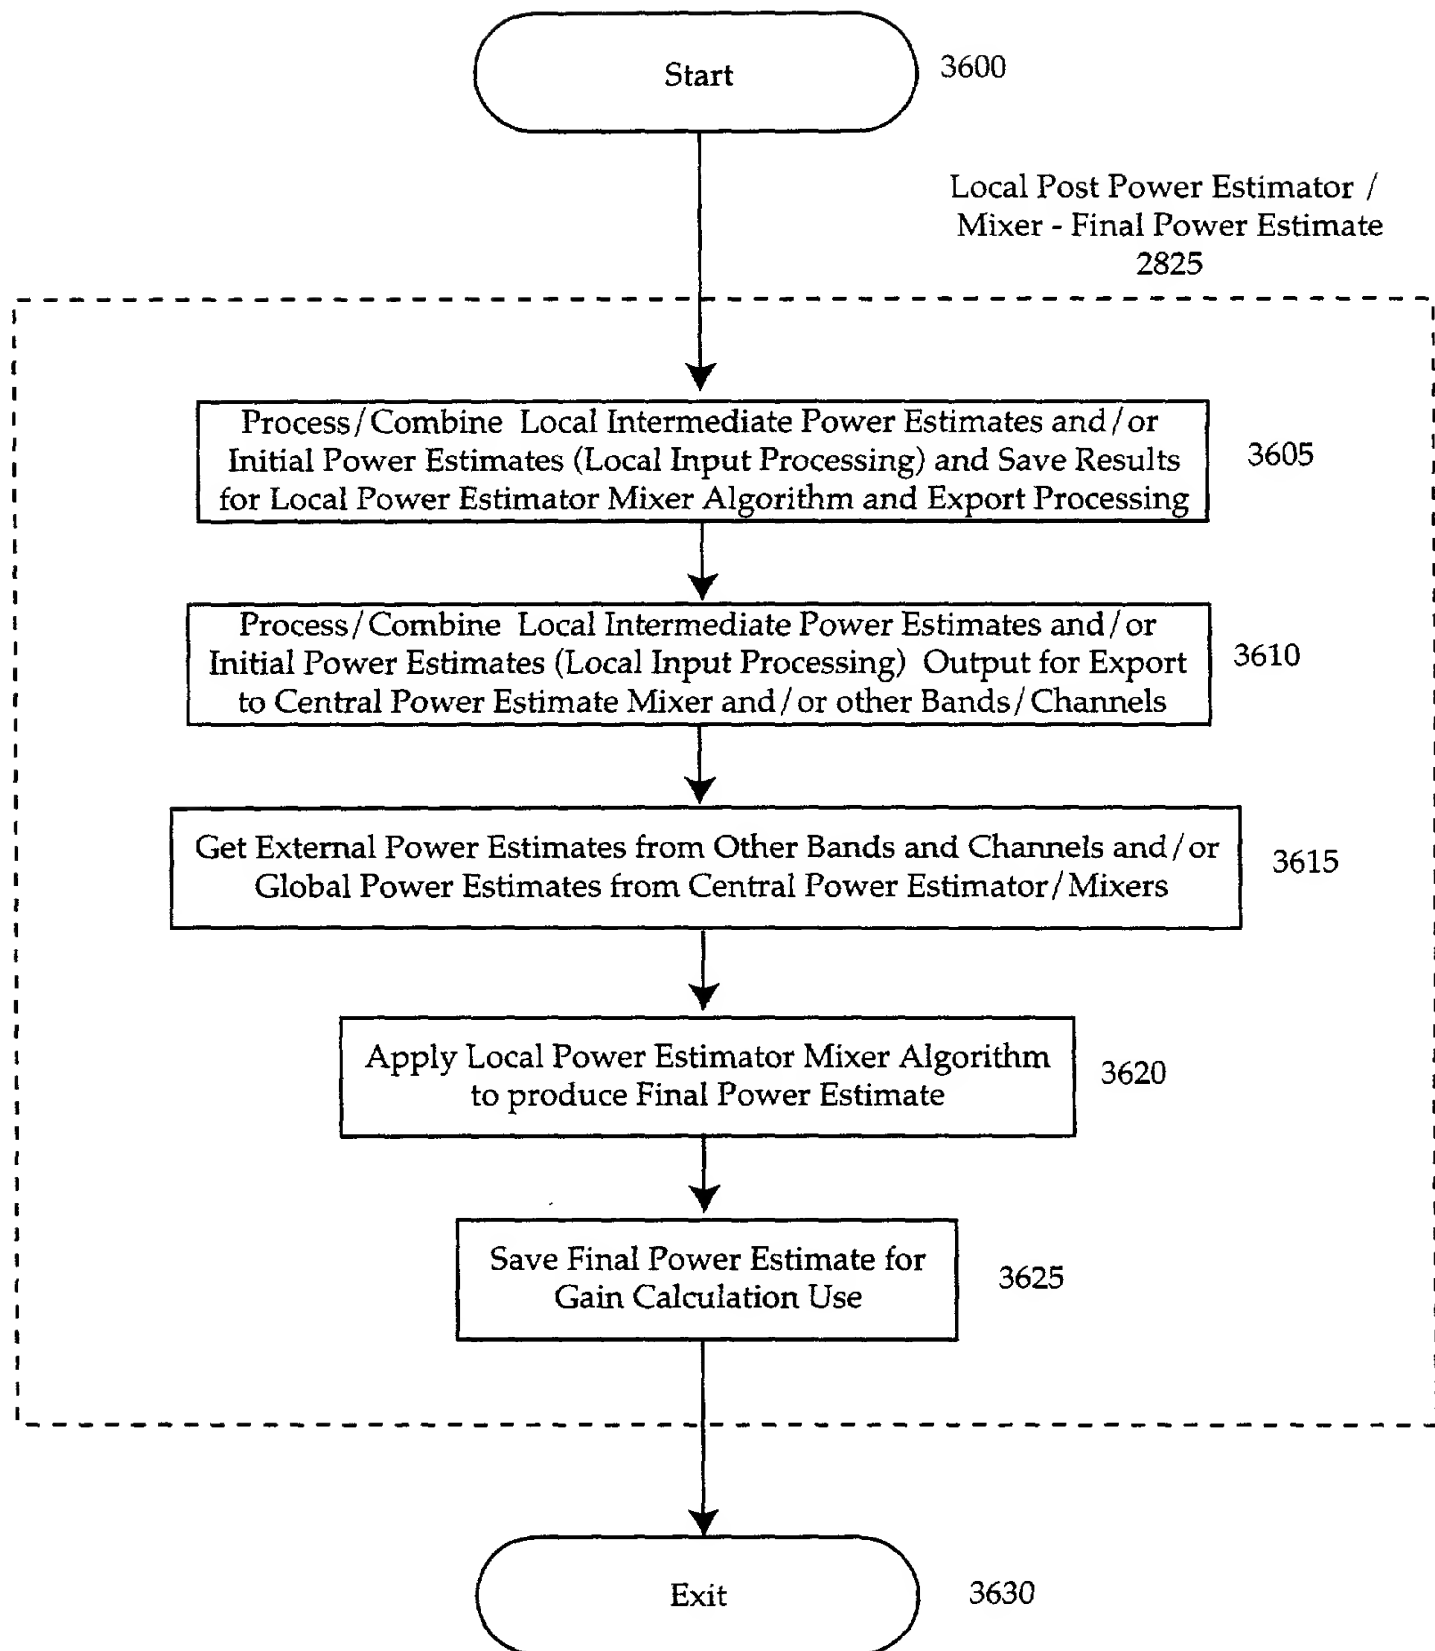 Start
3600
Local Post Power Estimator /
Mixer - Final Power Estimate
2825
Process/Combine Local Intermediate Power Estimates and/or
Initial Power Estimates (Local Input Processing) and Save Results
for Local Power Estimator Mixer Algorithm and Export Processing
3605
Process/Combine Local Intermediate Power Estimates and/or
Initial Power Estimates (Local Input Processing) Output for Export
to Central Power Estimate Mixer and/or other Bands/Channels
3610
Get External Power Estimates from Other Bands and Channels and/or
Global Power Estimates from Central Power Estimator/Mixers
3615
Apply Local Power Estimator Mixer Algorithm
to produce Final Power Estimate
3620
Save Final Power Estimate for
Gain Calculation Use
3625
Exit
3630